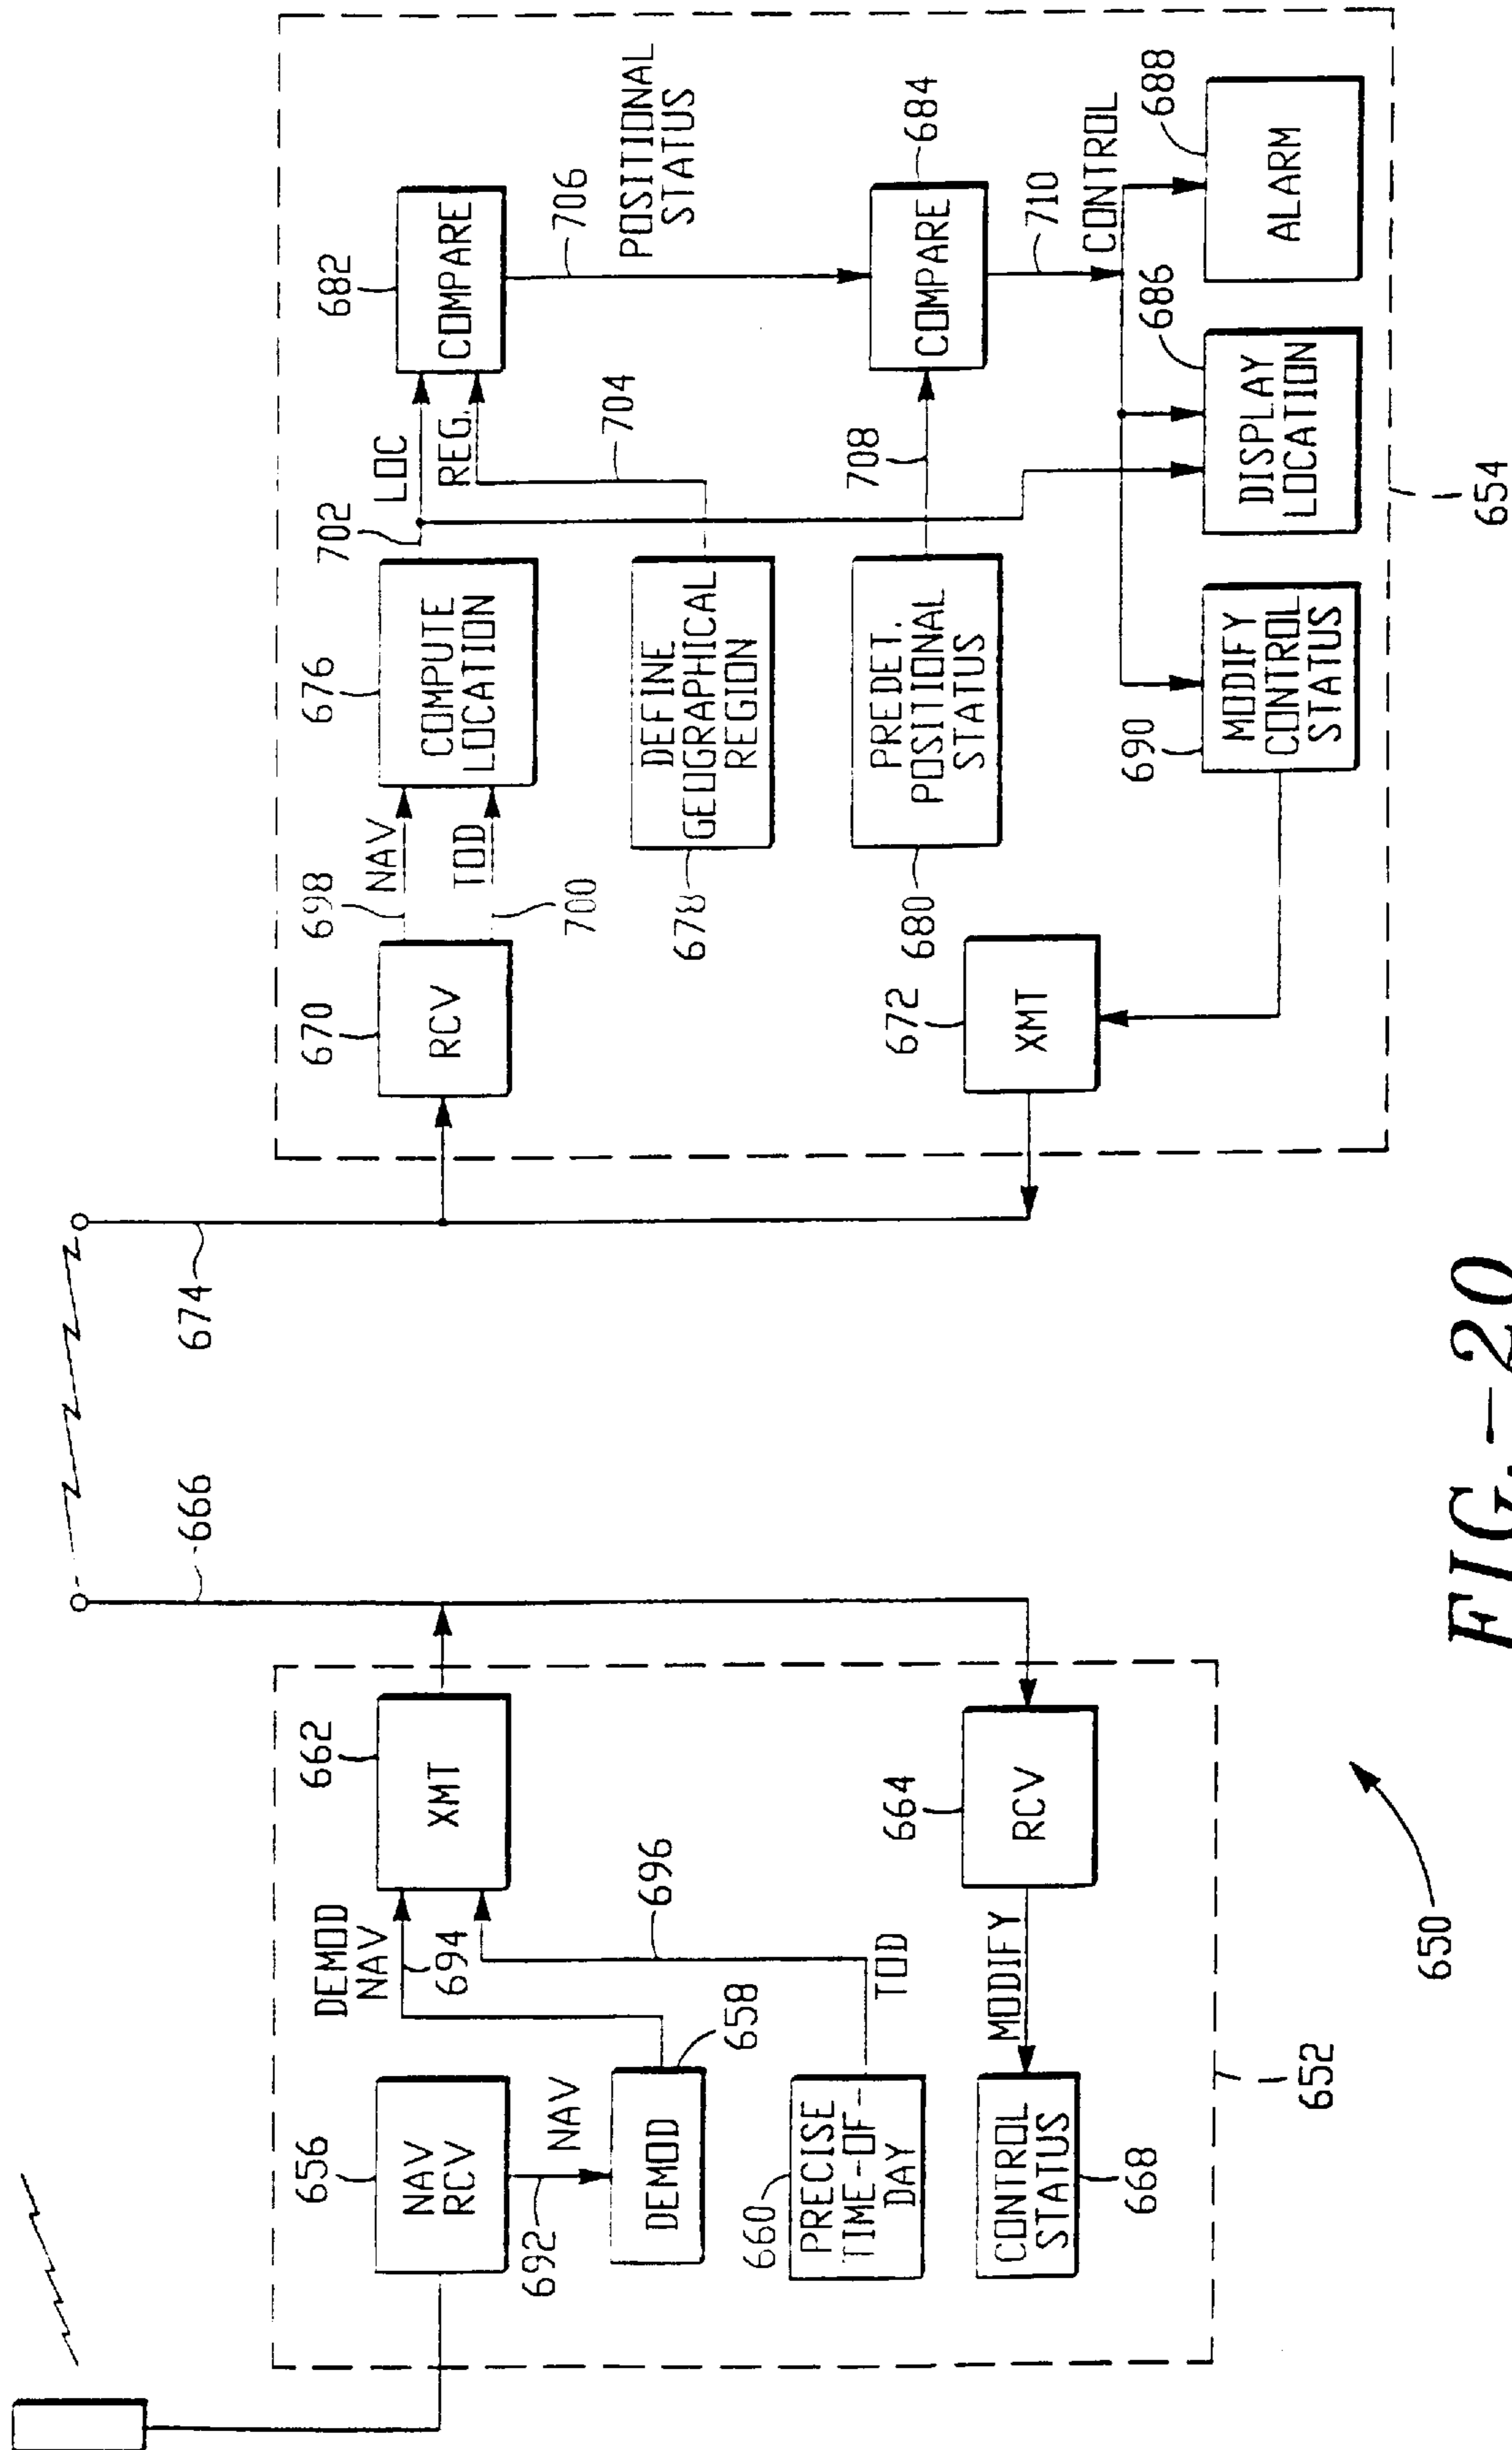 656
NAV
RCV
692
NAV
DEMOD
658
DEMOD
NAV
694
662
XMT
696
TOD
660
PRECISE
TIME-OF-
DAY
664
RCV
MODIFY
CONTROL
STATUS
668
652
650
666
674
670
RCV
698
NAV
TOD
700
676
COMPUTE
LOCATION
702
LOC
REG.
704
682
COMPARE
706
POSITIONAL
STATUS
678
DEFINE
GEOGRAPHICAL
REGION
680
PREDET.
POSITIONAL
STATUS
708
684
COMPARE
710
CONTROL
672
XMT
690
MODIFY
CONTROL
STATUS
686
DISPLAY
LOCATION
688
ALARM
654
FIG.-20